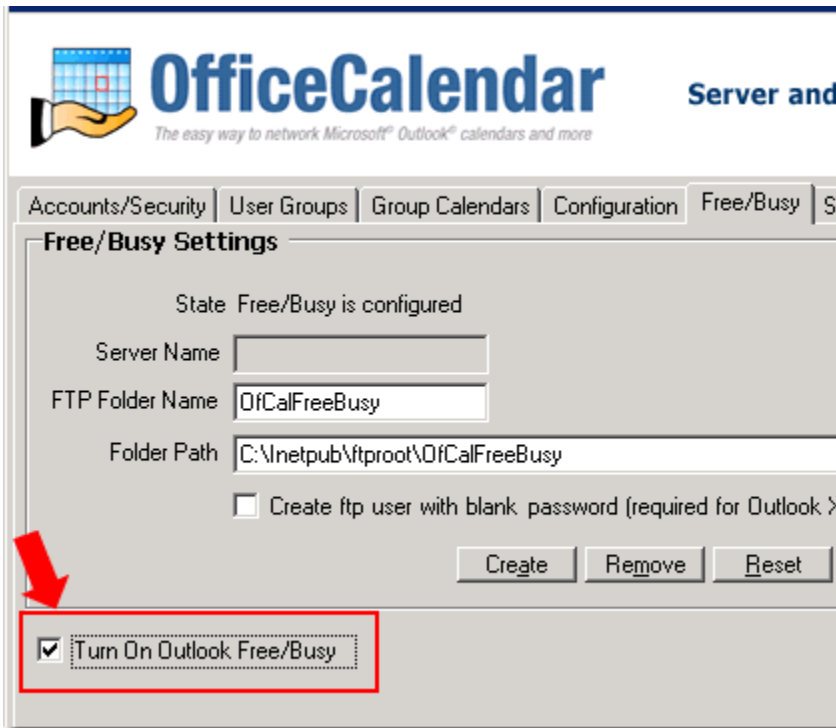 OfficeCalendar
The easy way to network Microsoft® Outlook® calendars and more
Server and
Accounts/Security User Groups Group Calendars Configuration Free/Busy S
Free/Busy Settings
State Free/Busy is configured
Server Name
FTP Folder Name OfCalFreeBusy
Folder Path C:\Inetpub\ftproot\OfCalFreeBusy
Create ftp user with blank password (required for Outlook X
Create Remove Reset
Turn On Outlook Free/Busy